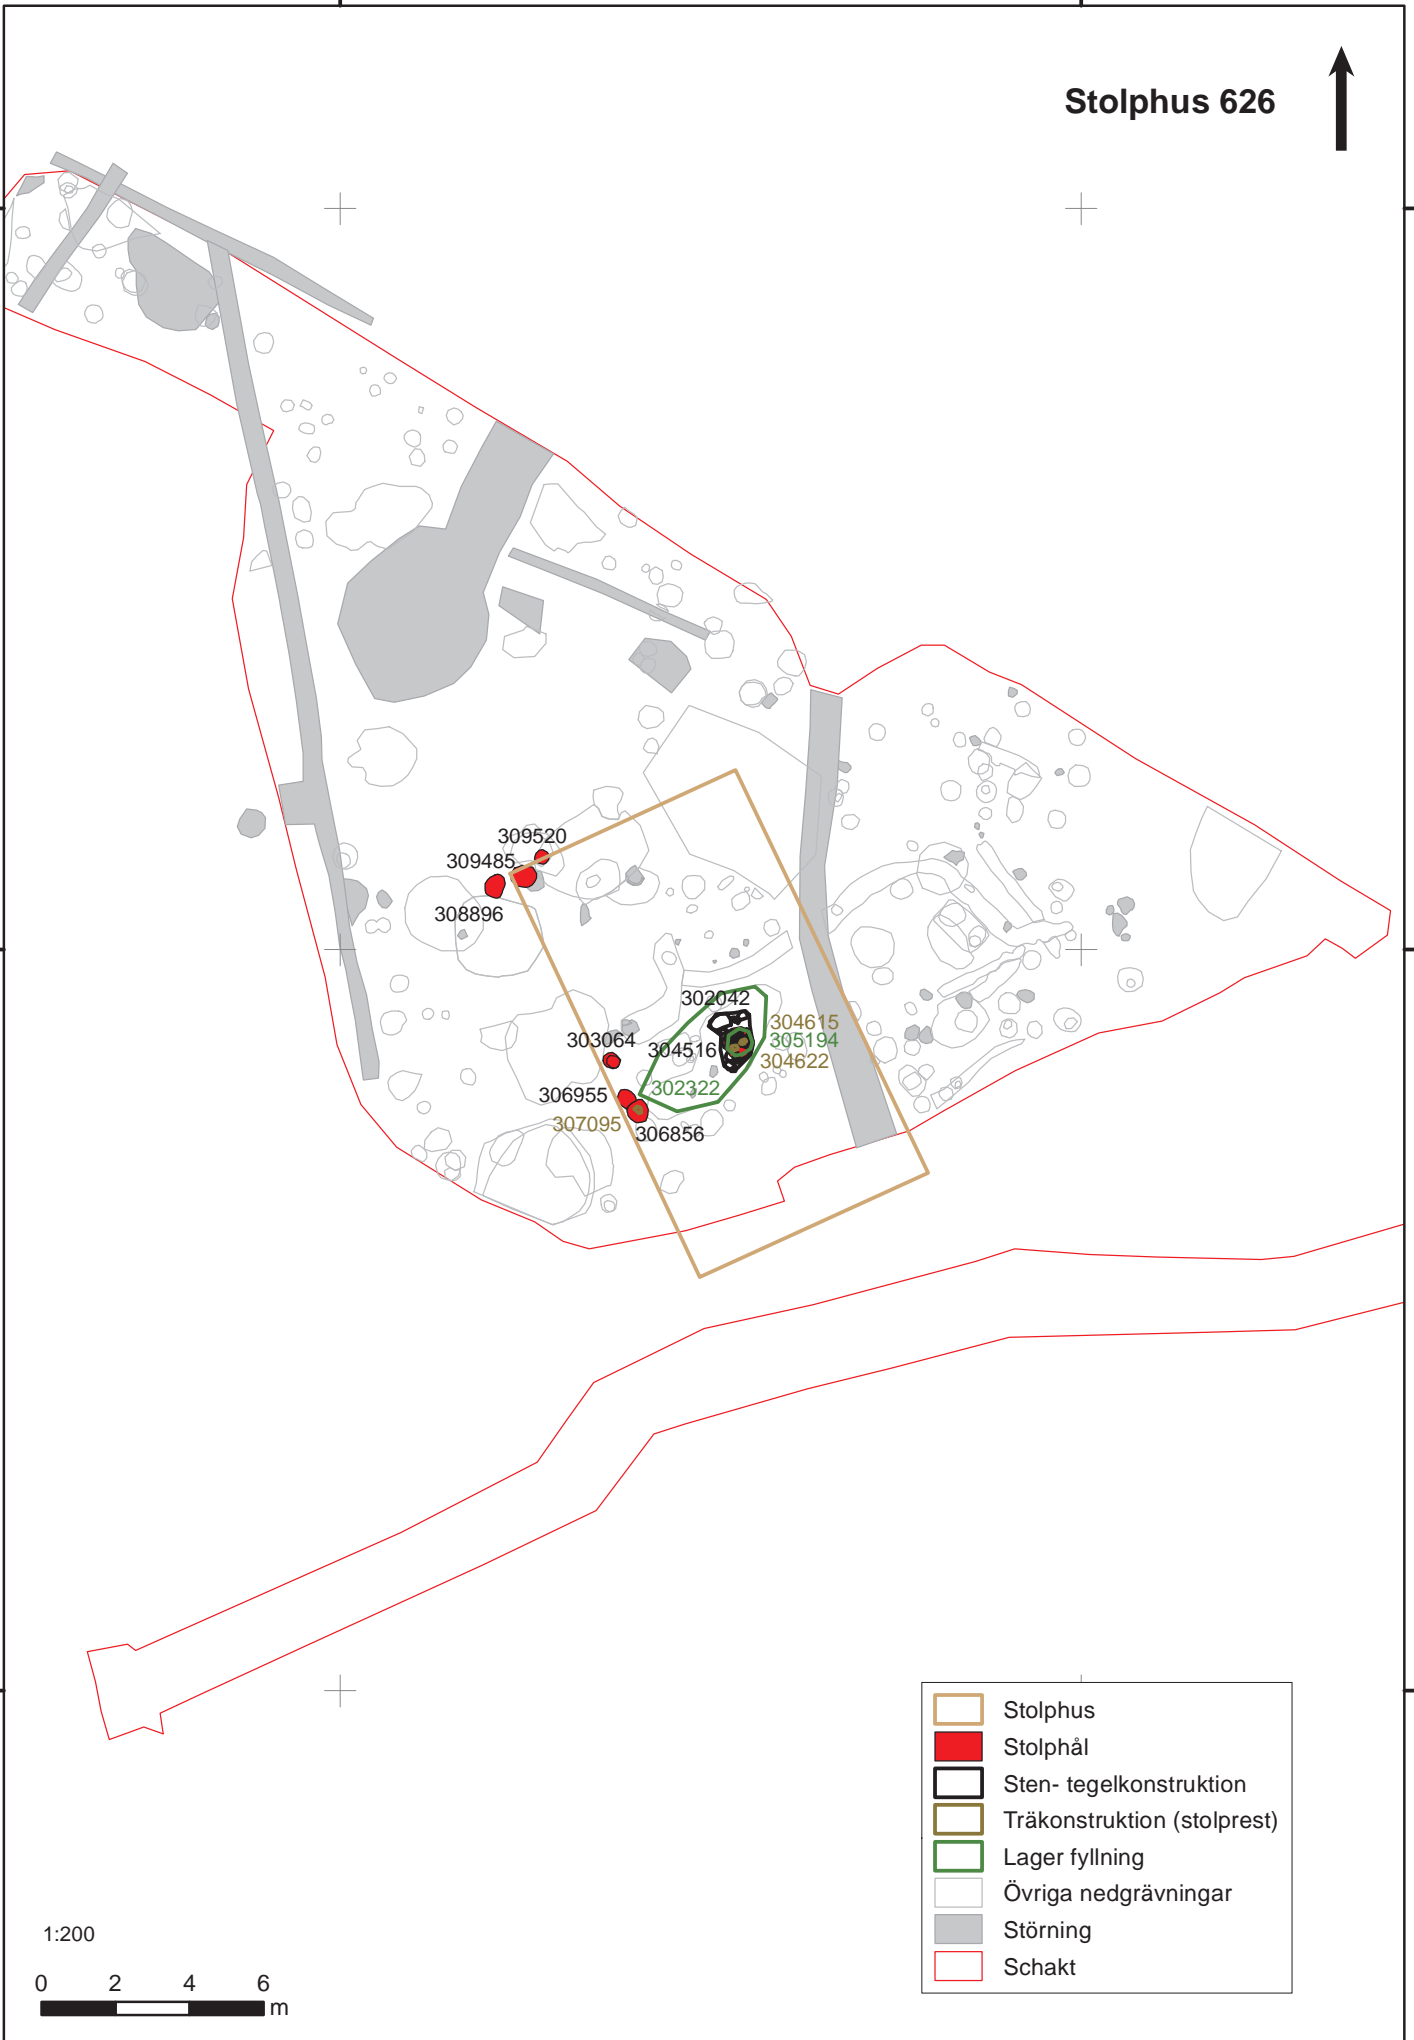 Stolphus 626
309520
309485
308896
302042
304615
303064
305194
304516
304622
302322
306955
307095
306856
Stolphus
Stolphål
Sten- tegelkonstruktion
Träkonstruktion (stolprest)
Lager fyllning
Övriga nedgrävningar
Störning
Schakt
1:200
0 2 4 6
m